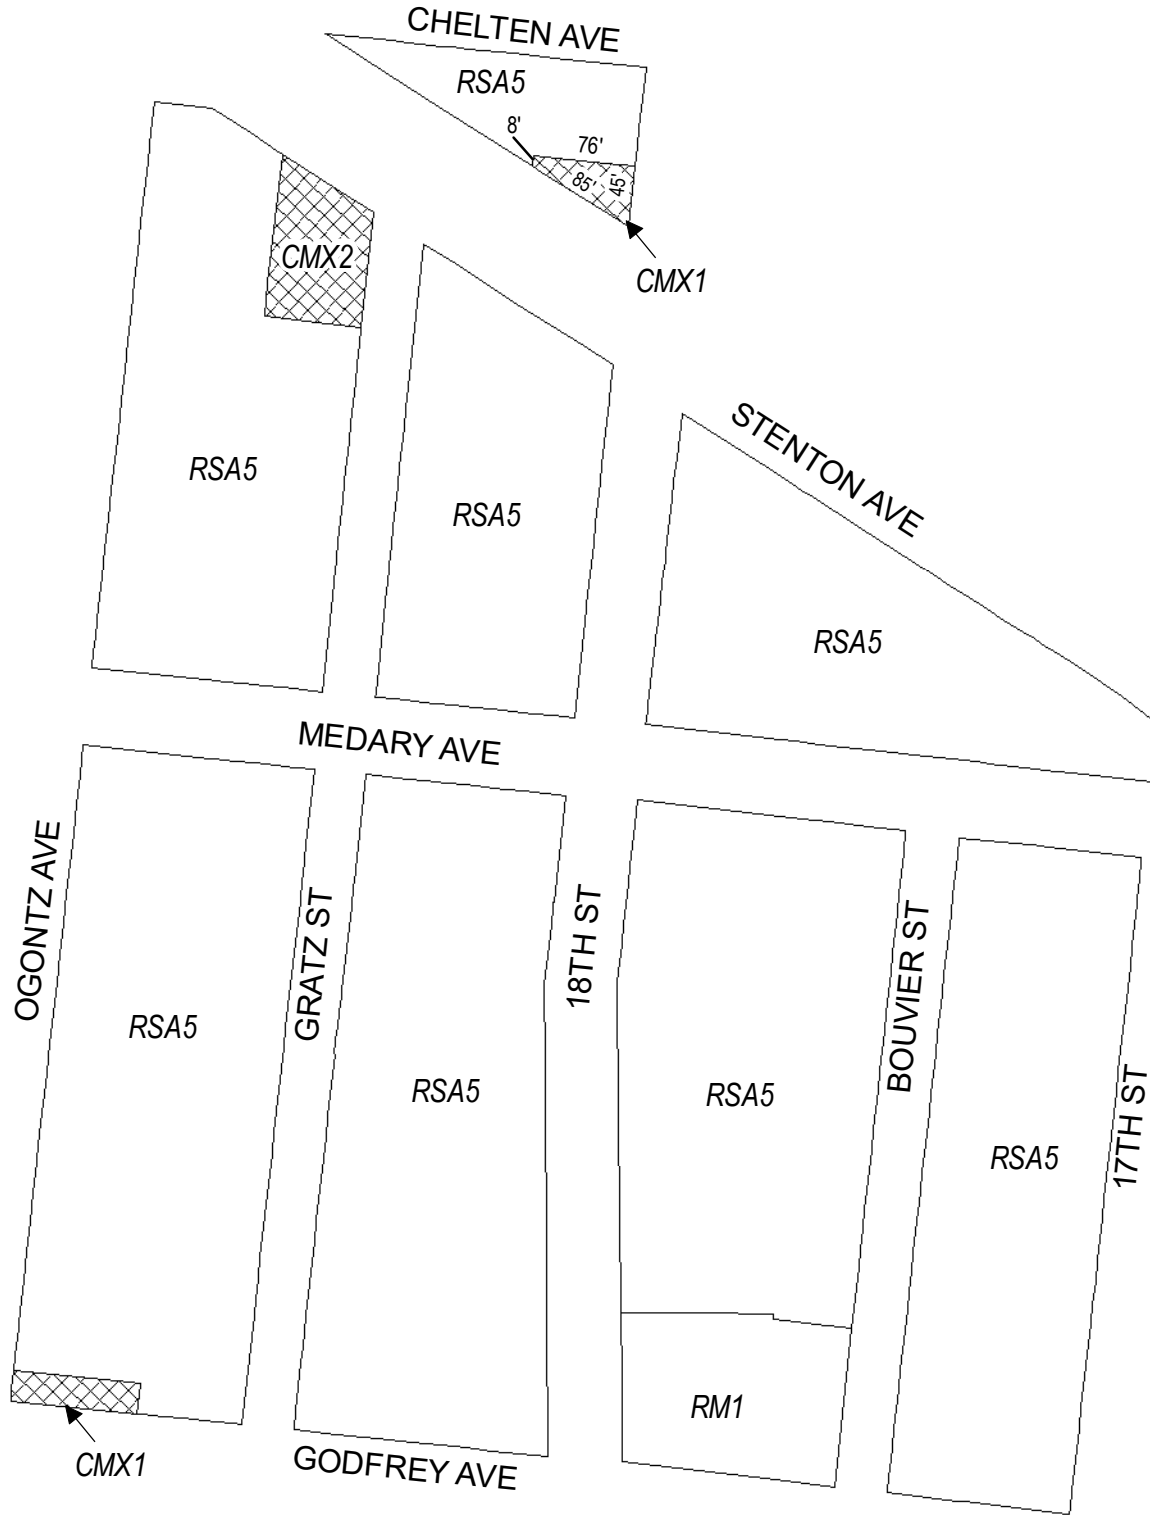 CHELTEN AVE
RSA5
8'
76'
85'
45'
CMX2
CMX1
STENTON AVE
RSA5
RSA5
RSA5
MEDARY AVE
OGONTZ AVE
GRATZ ST
18TH ST
BOUVIER ST
17TH ST
RSA5
RSA5
RSA5
RSA5
RM1
CMX1
GODFREY AVE